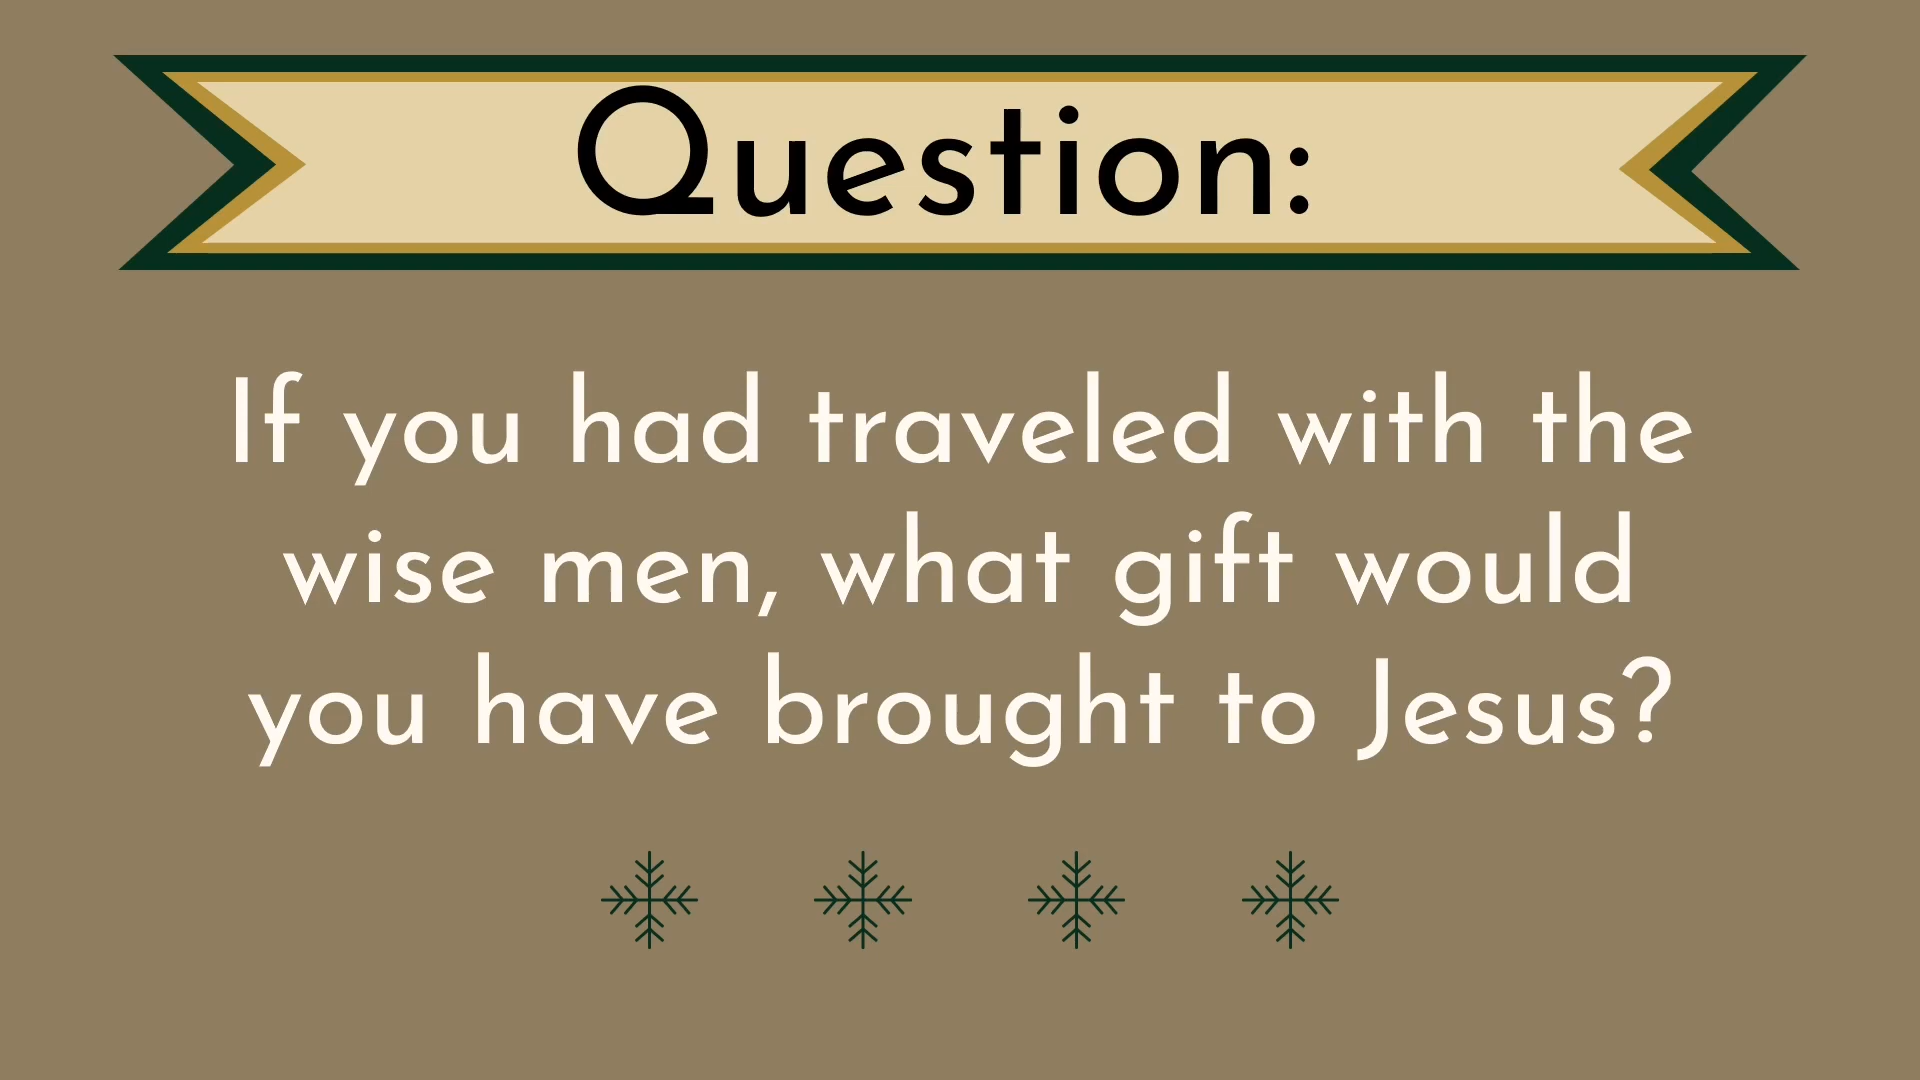 Question:
If you had traveled with the
wise men, what gift would
you have brought to Jesus?